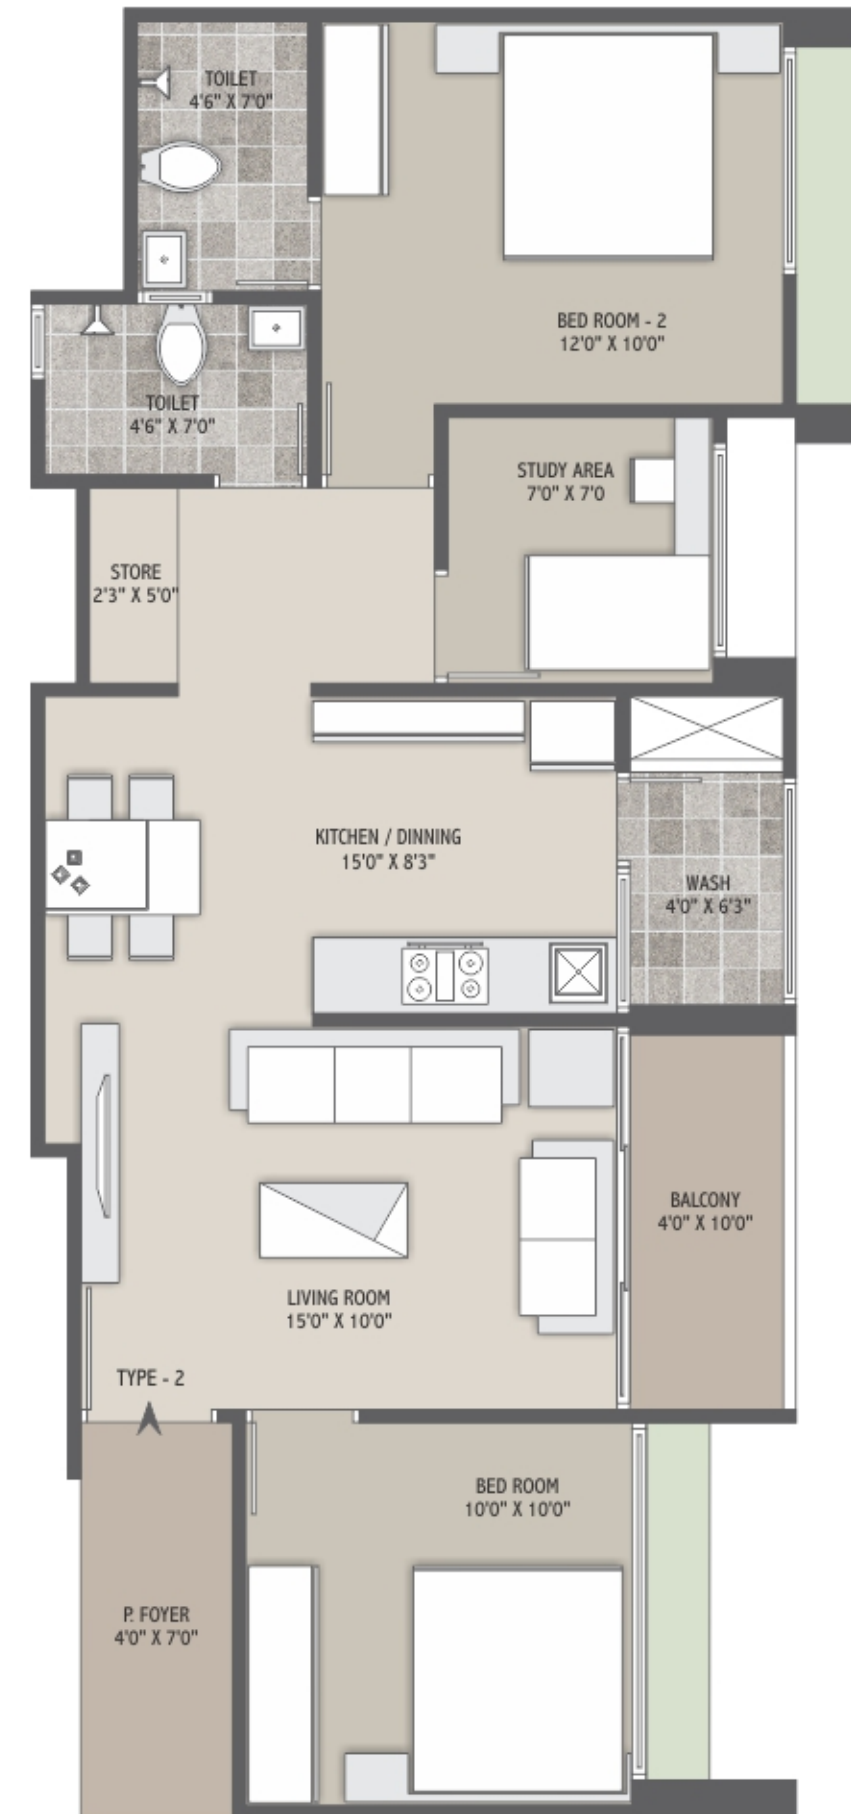 TOILET
4'6" X 7'0"
BED ROOM - 2
12'0" X 10'0"
TOILET
4'6" X 7'0"
STUDY AREA
7'0" X 7'0
STORE
2'3" X 5'0"
KITCHEN / DINNING
15'0" X 8'3"
WASH
4'0" X 6'3"
BALCONY
4'0" X 10'0"
LIVING ROOM
15'0" X 10'0"
TYPE - 2
BED ROOM
10'0" X 10'0"
P. FOYER
4'0" X 7'0"